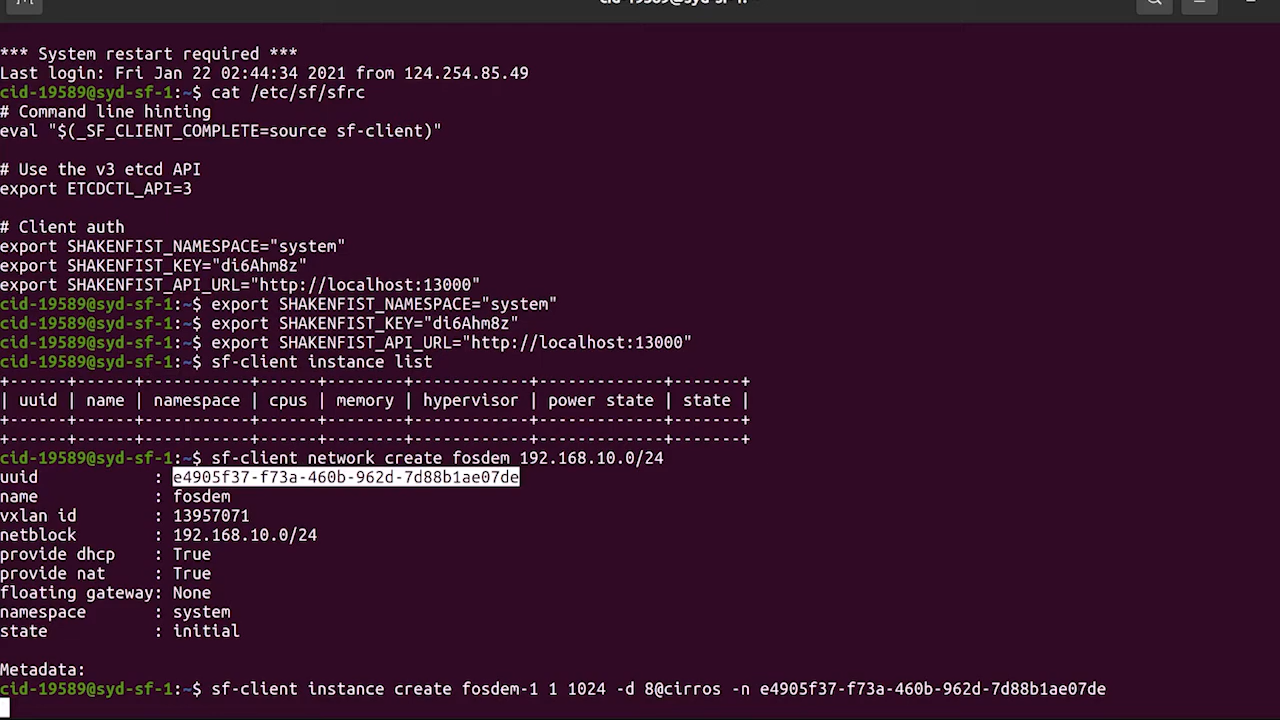 *** System restart required ***
Last login: Fri Jan 22 02:44:34 2021 from 124.254.85.49
cid-19589@syd-sf-1:~$ cat /etc/sf/sfrc
# Command line hinting
eval "$(_SF_CLIENT_COMPLETE=source sf-client)"
# Use the v3 etcd API
export ETCDCTL_API=3
# Client auth
export SHAKENFIST_NAMESPACE="system"
export SHAKENFIST_KEY="di6Ahm8z"
export SHAKENFIST_API_URL="http://localhost:13000"
cid-19589@syd-sf-1:~$ export SHAKENFIST_NAMESPACE="system"
cid-19589@syd-sf-1:~$ export SHAKENFIST_KEY="di6Ahm8z"
cid-19589@syd-sf-1:~$ export SHAKENFIST_API_URL="http://localhost:13000"
cid-19589@syd-sf-1:~$ sf-client instance list
+------+------+-----------+------+--------+------------+-------------+-------+
| uuid | name | namespace | cpus | memory | hypervisor | power state | state |
+------+------+-----------+------+--------+------------+-------------+-------+
+------+------+-----------+------+--------+------------+-------------+-------+
cid-19589@syd-sf-1:~$ sf-client network create fosdem 192.168.10.0/24
uuid            : e4905f37-f73a-460b-962d-7d88b1ae07de
name            : fosdem
vxlan id        : 13957071
netblock        : 192.168.10.0/24
provide dhcp    : True
provide nat     : True
floating gateway: None
namespace       : system
state           : initial
Metadata:
cid-19589@syd-sf-1:~$ sf-client instance create fosdem-1 1 1024 -d 8@cirros -n e4905f37-f73a-460b-962d-7d88b1ae07de